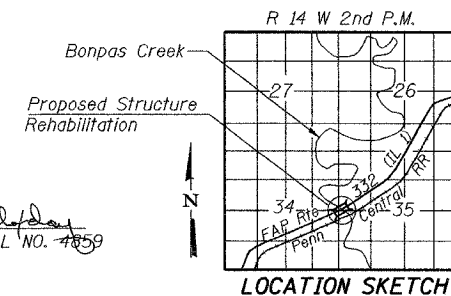 R 14 W 2nd P.M.
Bonpas Creek
27
26
Proposed Structure
Rehabilitation
N
34
35
FAP Rte 332 (IL 1)
Penn Central RR
L NO. 4859
LOCATION SKETCH